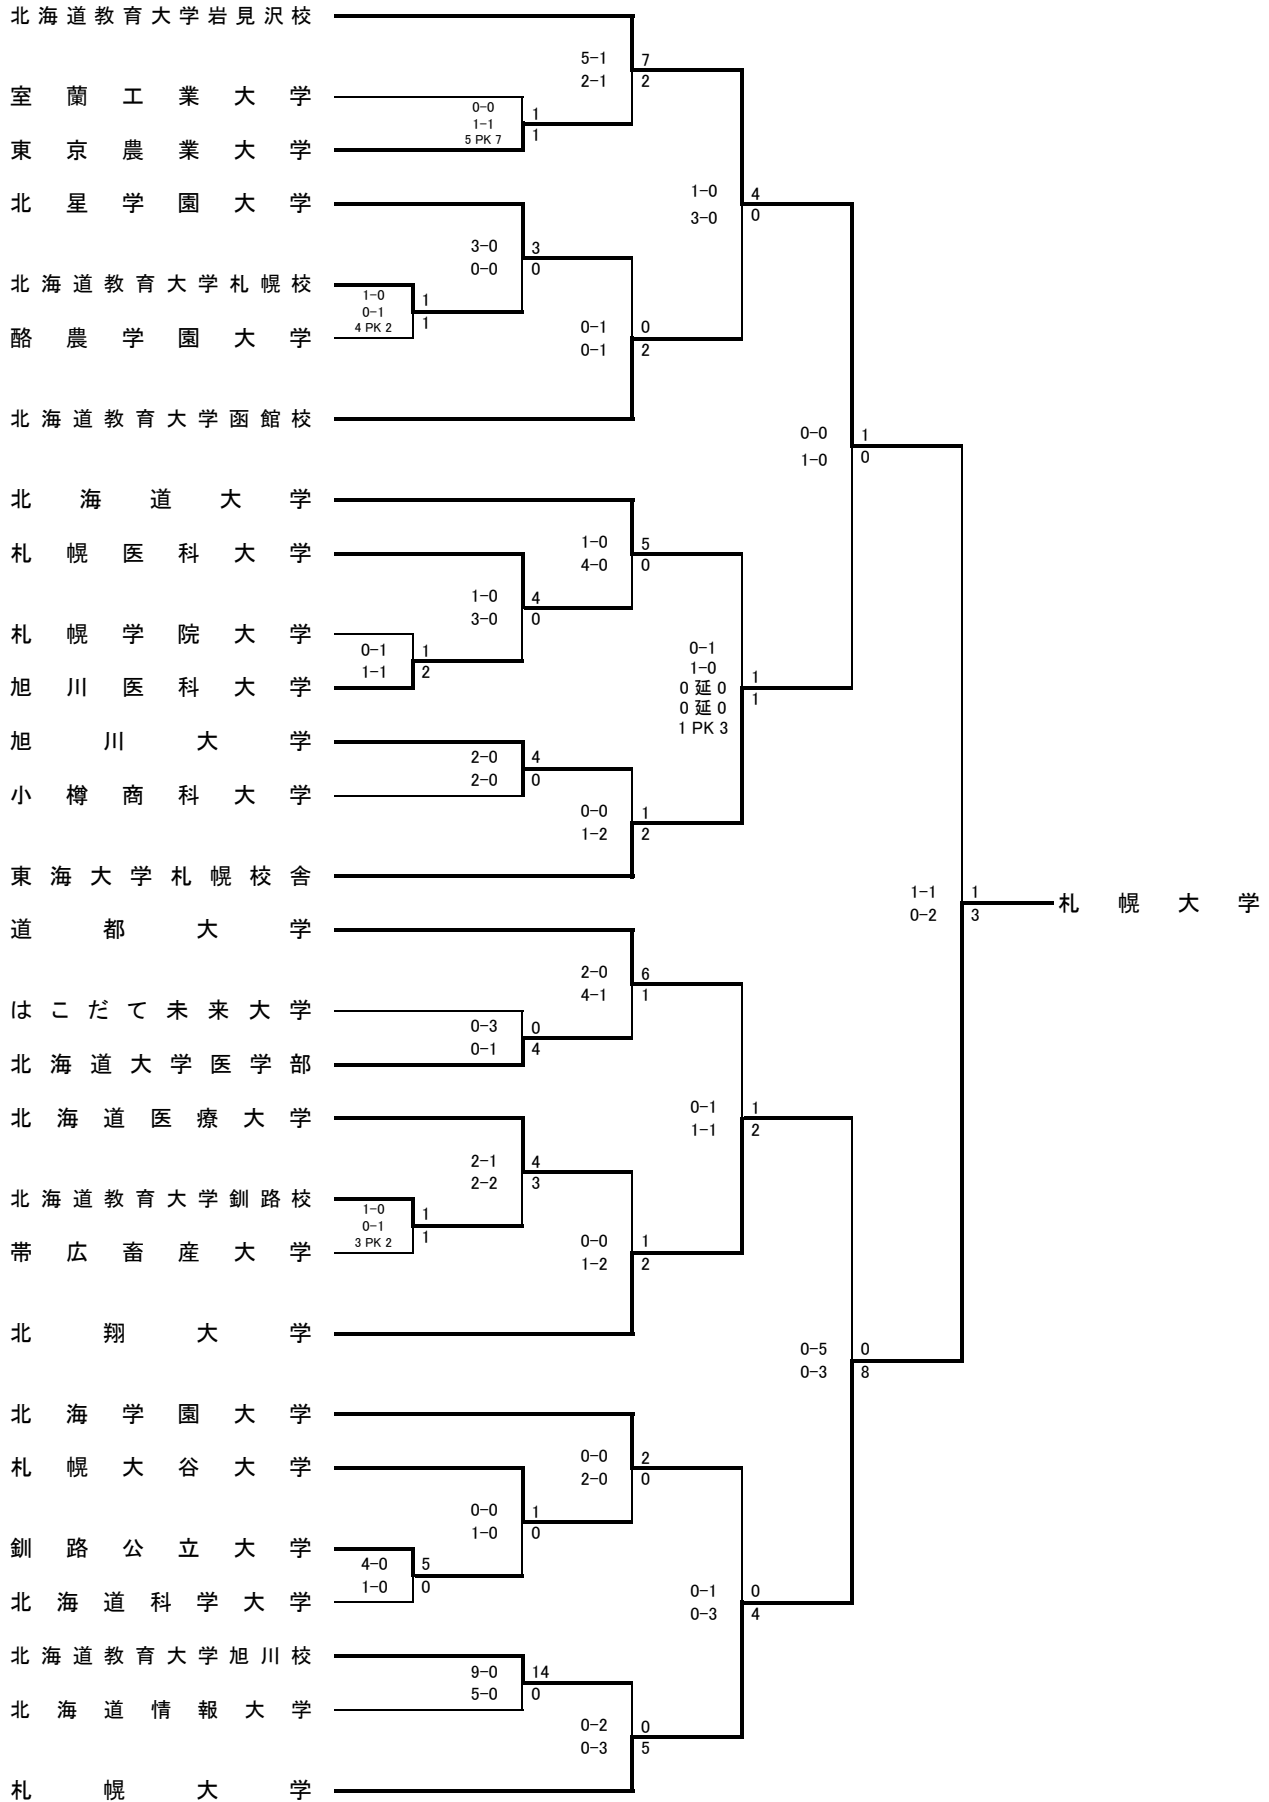 北海道教育大学岩見沢校
5-1 7
2-1 2
室蘭工業大学
0-0
1-1
5 PK 7
1
1
東京農業大学
北星学園大学
1-0 4
3-0 0
3-0 3
0-0 0
北海道教育大学札幌校
1-0
0-1
4 PK 2
1
1
酪農学園大学
0-1 0
0-1 2
北海道教育大学函館校
0-0 1
1-0 0
北海道大学
1-0 5
4-0 0
札幌医科大学
1-0 4
3-0 0
札幌学院大学
0-1 1
1-1 2
旭川医科大学
0-1
1-0
0 延 0
0 延 0
1 PK 3
1
1
旭川大学
2-0 4
2-0 0
小樽商科大学
0-0 1
1-2 2
東海大学札幌校舎
1-1 1
0-2 3
札幌大学
道都大学
2-0 6
4-1 1
はこだて未来大学
0-3 0
0-1 4
北海道大学医学部
北海道医療大学
0-1 1
1-1 2
2-1 4
2-2 3
北海道教育大学釧路校
1-0
0-1
3 PK 2
1
1
帯広畜産大学
0-0 1
1-2 2
北翔大学
0-5 0
0-3 8
北海学園大学
0-0 2
2-0 0
札幌大谷大学
0-0 1
1-0 0
釧路公立大学
4-0 5
1-0 0
北海道科学大学
0-1 0
0-3 4
北海道教育大学旭川校
9-0 14
5-0 0
北海道情報大学
0-2 0
0-3 5
札幌大学